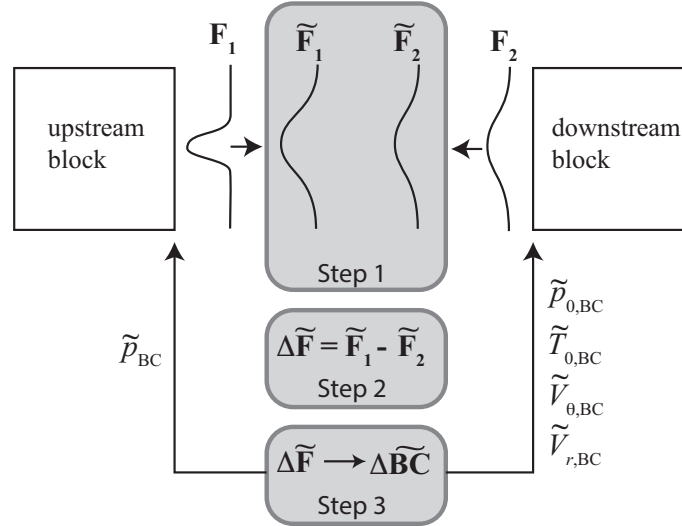 F₁
F̃₁
F̃₂
F₂
upstream
block
downstream
block
Step 1
p̃_BC
ΔF̃ = F̃₁ - F̃₂
Step 2
p̃_0,BC
T̃_0,BC
Ṽ_θ,BC
Ṽ_r,BC
ΔF̃ → ΔB̃C̃
Step 3